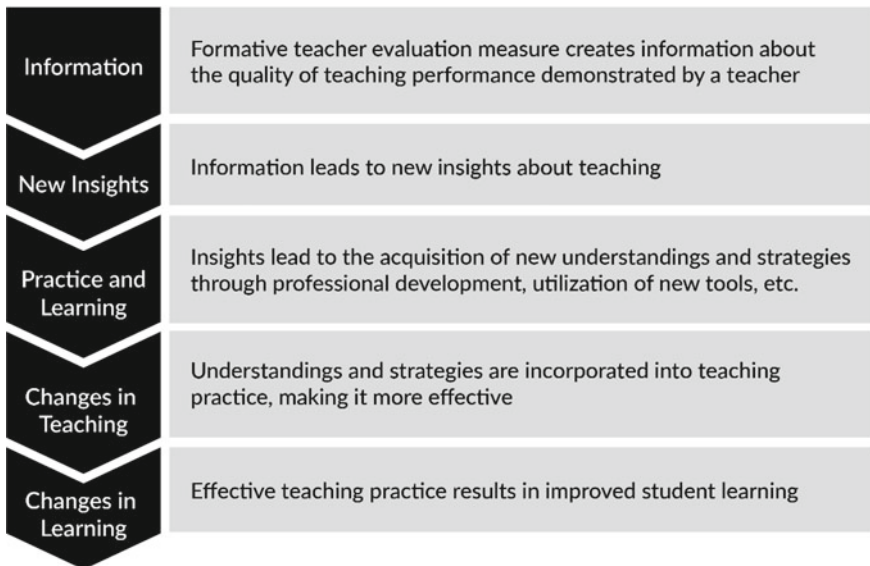 Information
Formative teacher evaluation measure creates information about
the quality of teaching performance demonstrated by a teacher
New Insights
Information leads to new insights about teaching
Practice and
Learning
Insights lead to the acquisition of new understandings and strategies
through professional development, utilization of new tools, etc.
Changes in
Teaching
Understandings and strategies are incorporated into teaching
practice, making it more effective
Changes in
Learning
Effective teaching practice results in improved student learning